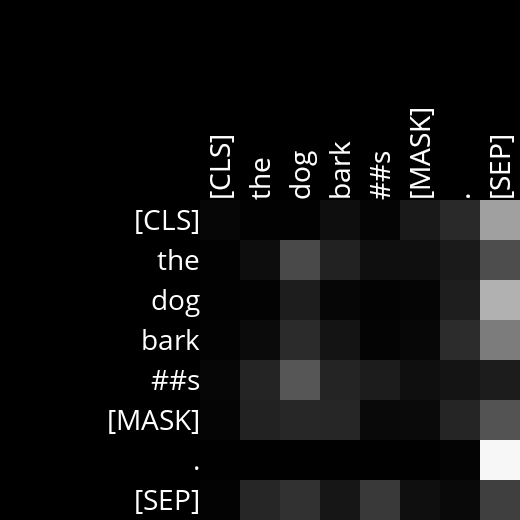 [CLS] the dog bark ##s [MASK] . [SEP]
[CLS]
the
dog
bark
##s
[MASK]
.
[SEP]